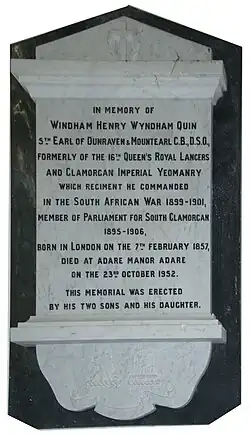 IN MEMORY OF
WINDHAM HENRY WYNDHAM QUIN
5TH EARL OF DUNRAVEN & MOUNTEARL C.B., D.S.O.,
FORMERLY OF THE 16TH QUEEN'S ROYAL LANCERS
AND GLAMORGAN IMPERIAL YEOMANRY
WHICH REGIMENT HE COMMANDED
IN THE SOUTH AFRICAN WAR 1899-1901,
MEMBER OF PARLIAMENT FOR SOUTH GLAMORGAN
1895-1906,
BORN IN LONDON ON THE 7TH FEBRUARY 1857,
DIED AT ADARE MANOR ADARE
ON THE 23RD OCTOBER 1952.
THIS MEMORIAL WAS ERECTED
BY HIS TWO SONS AND HIS DAUGHTER.